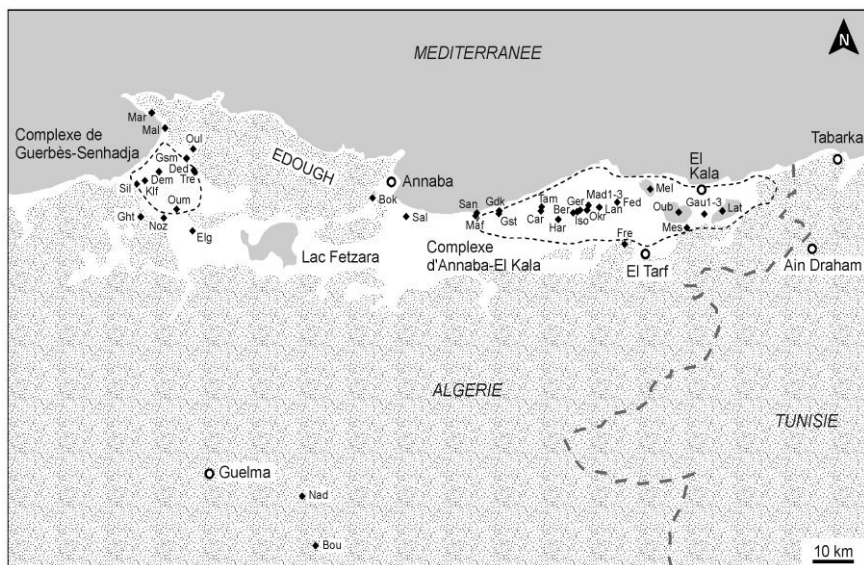 MEDITERRANEE
N
Mar
Mal
Complexe de
Guerbès-Senhadja
Oul
Gsm
Ded
Dem
Tre
Sil
Klf
Oum
Ght
Noz
Elg
EDOUGH
Annaba
Bok
Sal
Lac Fetzara
San
Maf
Gdk
Gst
Complexe
d'Annaba-El Kala
Tam
Car
Har
Ber
Ger
Iso
Mad1-3
Okr
Lan
Fed
Fre
Mel
Oub
Mes
El
Kala
Gau1-3
Lat
El Tarf
Tabarka
Ain Draham
ALGERIE
TUNISIE
Guelma
Nad
Bou
10 km